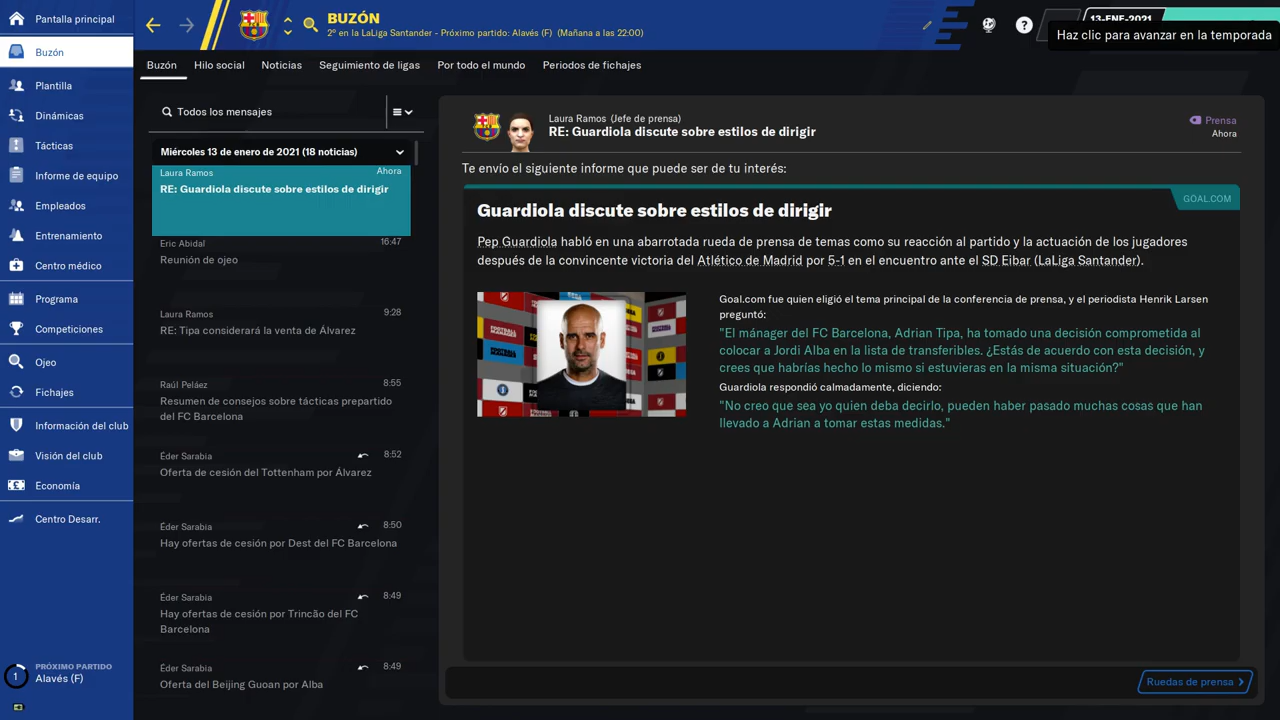 Pantalla principal
Buzón
Plantilla
Dinámicas
Tácticas
Informe de equipo
Empleados
Entrenamiento
Centro médico
Programa
Competiciones
Ojeo
Fichajes
Información del club
Visión del club
Economía
Centro Desarr.
1
PRÓXIMO PARTIDO
Alavés (F)
BUZÓN
2º en la LaLiga Santander - Próximo partido: Alavés (F) (Mañana a las 22:00)
13-ENE-2021
Haz clic para avanzar en la temporada
Buzón Hilo social Noticias Seguimiento de ligas Por todo el mundo Periodos de fichajes
Todos los mensajes
Miércoles 13 de enero de 2021 (18 noticias)
Laura Ramos Ahora
RE: Guardiola discute sobre estilos de dirigir
Eric Abidal 16:47
Reunión de ojeo
Laura Ramos 9:28
RE: Tipa considerará la venta de Álvarez
Raúl Peláez 8:55
Resumen de consejos sobre tácticas prepartido
del FC Barcelona
Éder Sarabia 8:52
Oferta de cesión del Tottenham por Álvarez
Éder Sarabia 8:50
Hay ofertas de cesión por Dest del FC Barcelona
Éder Sarabia 8:49
Hay ofertas de cesión por Trincão del FC
Barcelona
Éder Sarabia 8:49
Oferta del Beijing Guoan por Alba
Laura Ramos (Jefe de prensa)
RE: Guardiola discute sobre estilos de dirigir
Prensa
Ahora
Te envío el siguiente informe que puede ser de tu interés:
GOAL.COM
Guardiola discute sobre estilos de dirigir
Pep Guardiola habló en una abarrotada rueda de prensa de temas como su reacción al partido y la actuación de los jugadores
después de la convincente victoria del Atlético de Madrid por 5-1 en el encuentro ante el SD Eibar (LaLiga Santander).
Goal.com fue quien eligió el tema principal de la conferencia de prensa, y el periodista Henrik Larsen
preguntó:
"El mánager del FC Barcelona, Adrian Tipa, ha tomado una decisión comprometida al
colocar a Jordi Alba en la lista de transferibles. ¿Estás de acuerdo con esta decisión, y
crees que habrías hecho lo mismo si estuvieras en la misma situación?"
Guardiola respondió calmadamente, diciendo:
"No creo que sea yo quien deba decirlo, pueden haber pasado muchas cosas que han
llevado a Adrian a tomar estas medidas."
Ruedas de prensa